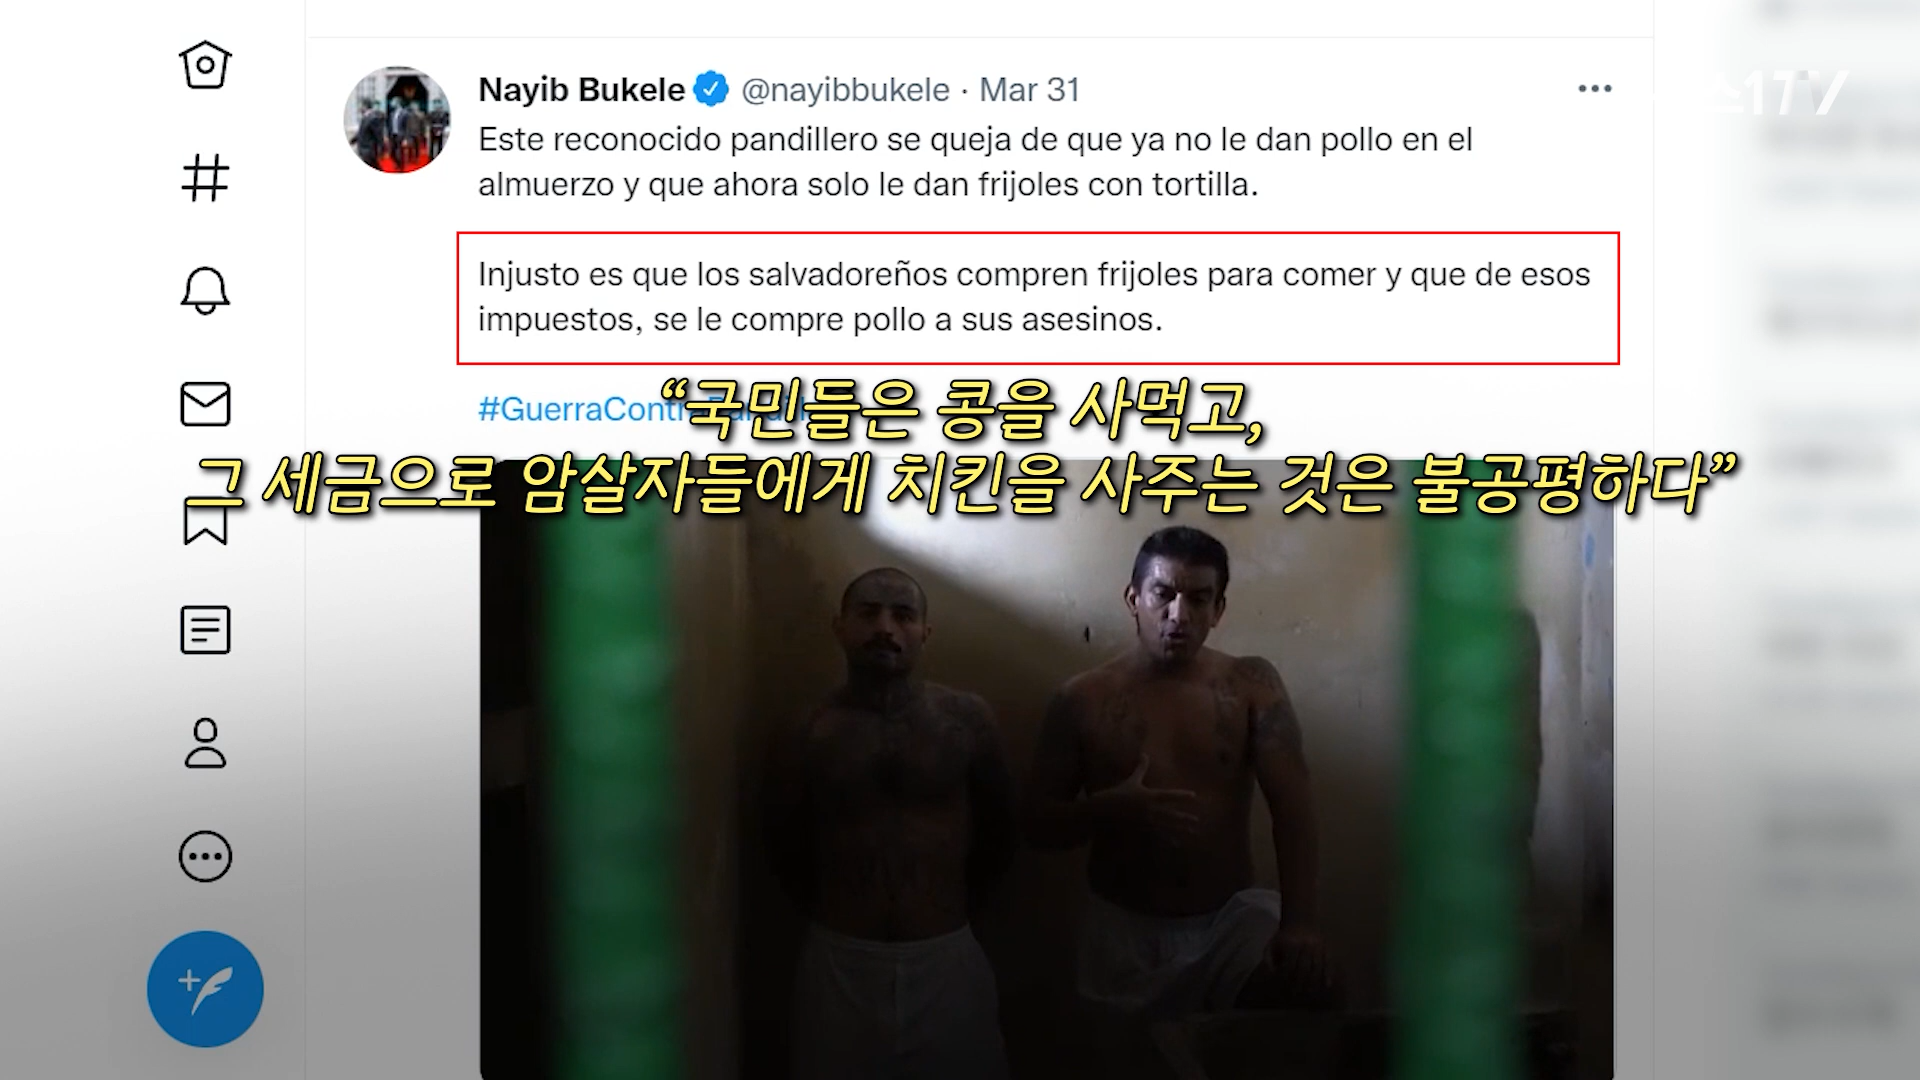 Nayib Bukele @nayibbukele · Mar 31
Este reconocido pandillero se queja de que ya no le dan pollo en el
almuerzo y que ahora solo le dan frijoles con tortilla.
Injusto es que los salvadoreños compren frijoles para comer y que de esos
impuestos, se le compre pollo a sus asesinos.
“국민들은 콩을 사먹고,
그 세금으로 암살자들에게 치킨을 사주는 것은 불공평하다”